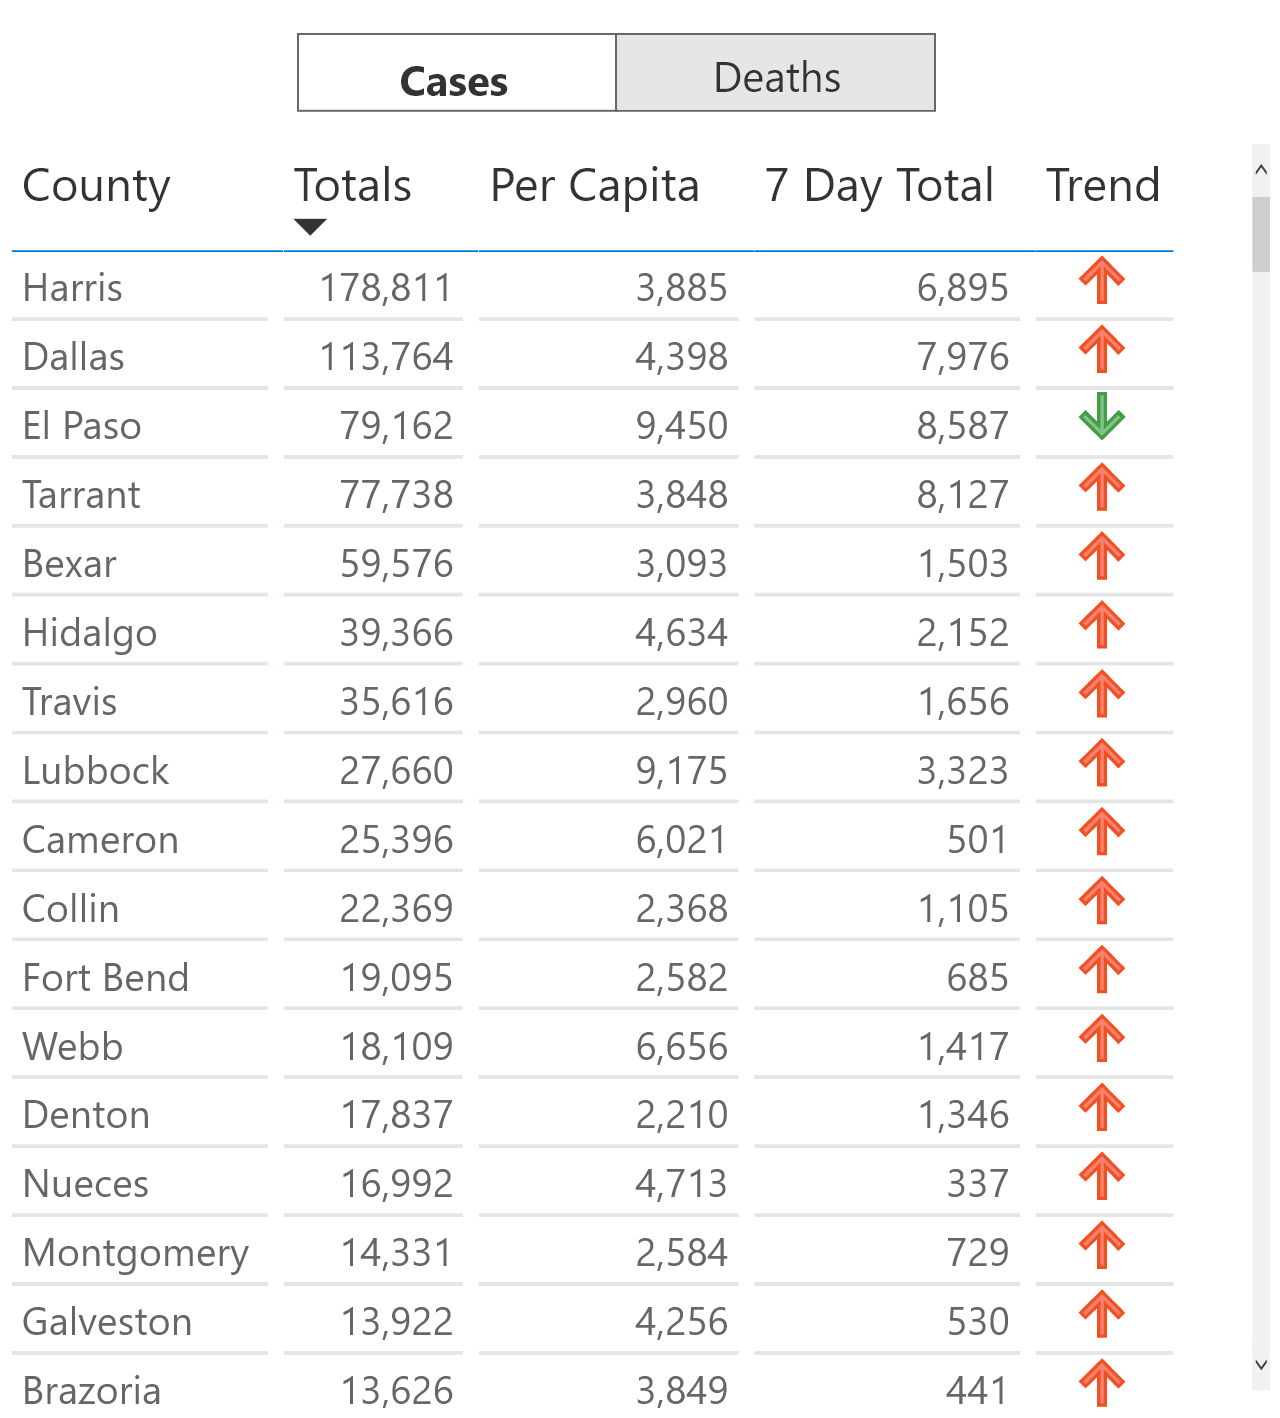 Cases Deaths
County Totals Per Capita 7 Day Total Trend
Harris 178,811 3,885 6,895
Dallas 113,764 4,398 7,976
El Paso 79,162 9,450 8,587
Tarrant 77,738 3,848 8,127
Bexar 59,576 3,093 1,503
Hidalgo 39,366 4,634 2,152
Travis 35,616 2,960 1,656
Lubbock 27,660 9,175 3,323
Cameron 25,396 6,021 501
Collin 22,369 2,368 1,105
Fort Bend 19,095 2,582 685
Webb 18,109 6,656 1,417
Denton 17,837 2,210 1,346
Nueces 16,992 4,713 337
Montgomery 14,331 2,584 729
Galveston 13,922 4,256 530
Brazoria 13,626 3,849 441